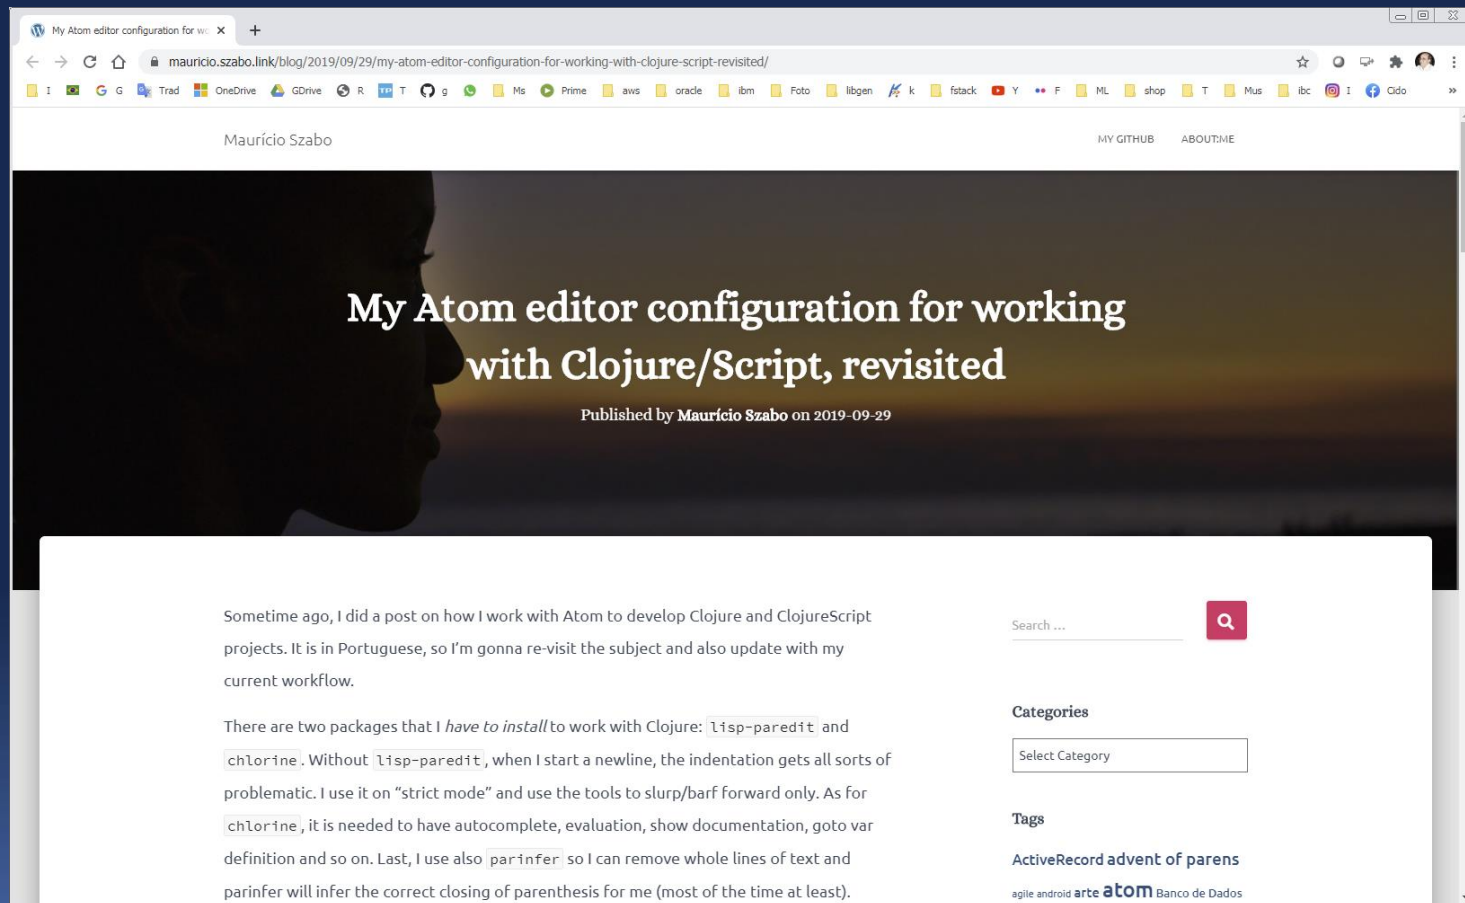 My Atom editor configuration for wo
mauricio.szabo.link/blog/2019/09/29/my-atom-editor-configuration-for-working-with-clojure-script-revisited/
I G G Trad OneDrive GDrive R T g Ms Prime aws oracle ibm Foto libgen k fstack Y F ML shop T Mus ibc I Cido »
Maurício Szabo MY GITHUB ABOUT:ME
My Atom editor configuration for working
with Clojure/Script, revisited
Published by Maurício Szabo on 2019-09-29
Sometime ago, I did a post on how I work with Atom to develop Clojure and ClojureScript
projects. It is in Portuguese, so I'm gonna re-visit the subject and also update with my
current workflow.
There are two packages that I have to install to work with Clojure: lisp-paredit and
chlorine. Without lisp-paredit, when I start a newline, the indentation gets all sorts of
problematic. I use it on “strict mode” and use the tools to slurp/barf forward only. As for
chlorine, it is needed to have autocomplete, evaluation, show documentation, goto var
definition and so on. Last, I use also parinfer so I can remove whole lines of text and
parinfer will infer the correct closing of parenthesis for me (most of the time at least).
Search …
Categories
Select Category
Tags
ActiveRecord advent of parens
agile android arte atom Banco de Dados